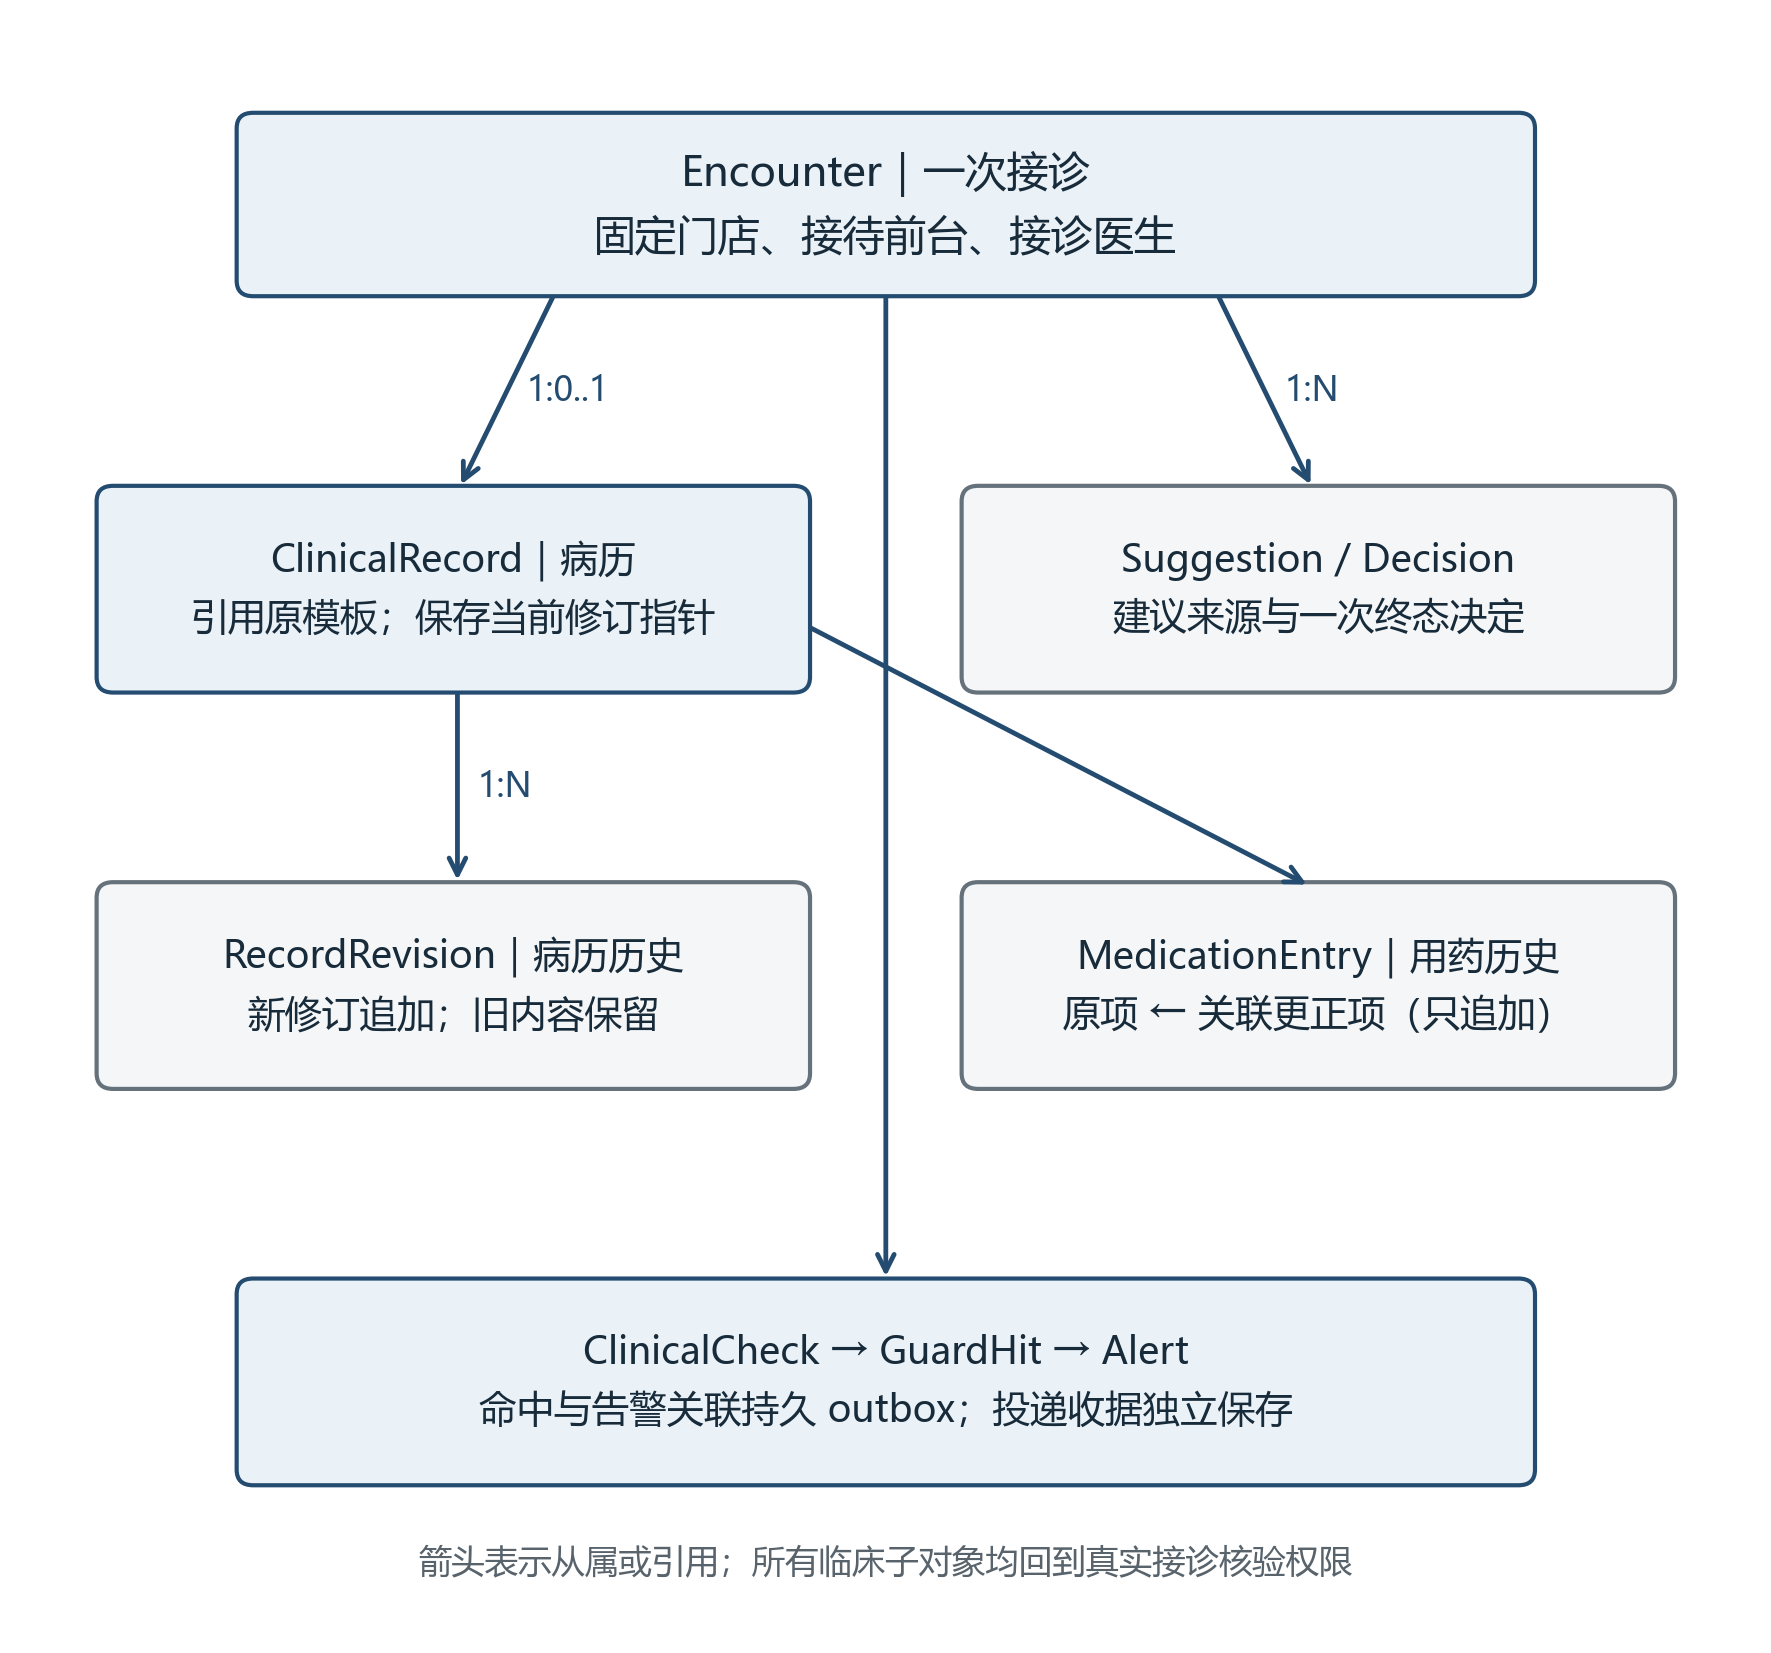 Encounter｜一次接诊
固定门店、接待前台、接诊医生
1:0..1
1:N
ClinicalRecord｜病历
引用原模板；保存当前修订指针
Suggestion / Decision
建议来源与一次终态决定
1:N
RecordRevision｜病历历史
新修订追加；旧内容保留
MedicationEntry｜用药历史
原项 ← 关联更正项（只追加）
ClinicalCheck → GuardHit → Alert
命中与告警关联持久 outbox；投递收据独立保存
箭头表示从属或引用；所有临床子对象均回到真实接诊核验权限